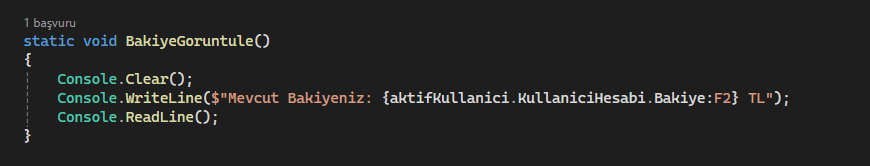 1 başvuru
static void BakiyeGoruntule()
{
Console.Clear();
Console.WriteLine($"Mevcut Bakiyeniz: {aktifKullanici.KullaniciHesabi.Bakiye:F2} TL");
Console.ReadLine();
}